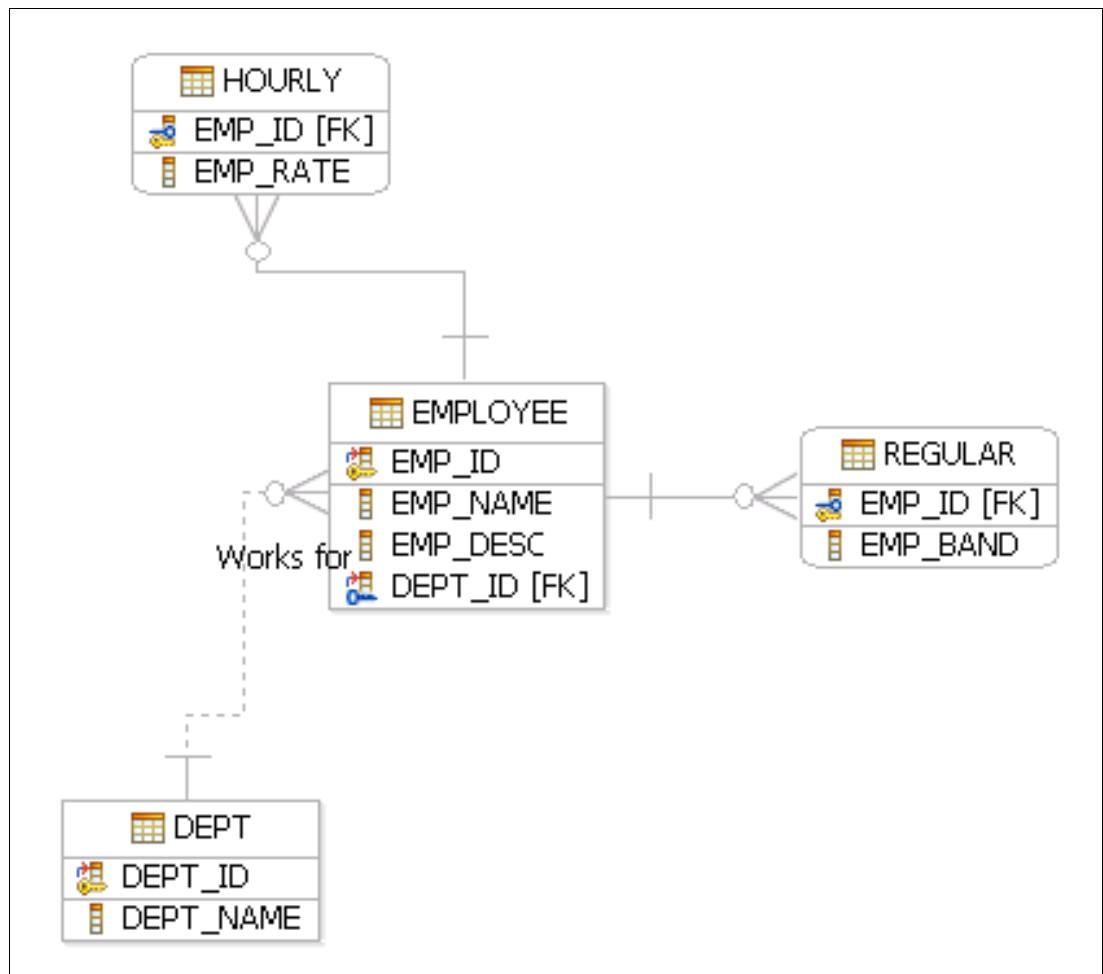 HOURLY
EMP_ID [FK]
EMP_RATE
EMPLOYEE
EMP_ID
EMP_NAME
EMP_DESC
DEPT_ID [FK]
REGULAR
EMP_ID [FK]
EMP_BAND
Works for
DEPT
DEPT_ID
DEPT_NAME